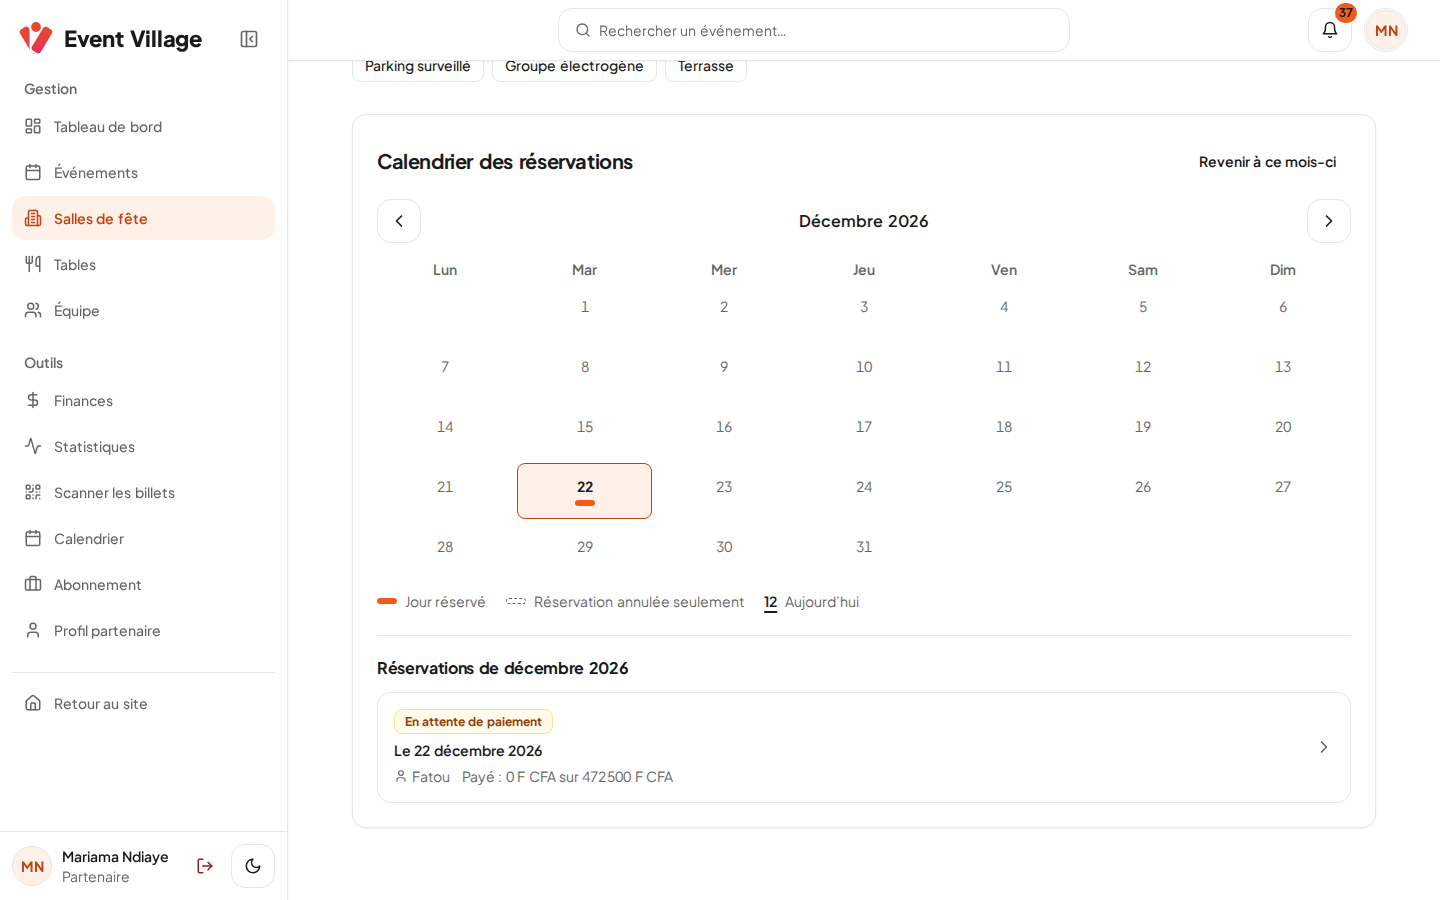 Event Village
Gestion
Tableau de bord
Événements
Salles de fête
Tables
Équipe
Outils
Finances
Statistiques
Scanner les billets
Calendrier
Abonnement
Profil partenaire
Retour au site
MN
Mariama Ndiaye
Partenaire
Rechercher un événement...
37
MN
Parking surveillé
Groupe électrogène
Terrasse
Calendrier des réservations
Revenir à ce mois-ci
Décembre 2026
Lun Mar Mer Jeu Ven Sam Dim
1 2 3 4 5 6
7 8 9 10 11 12 13
14 15 16 17 18 19 20
21 22 23 24 25 26 27
28 29 30 31
Jour réservé Réservation annulée seulement 12 Aujourd'hui
Réservations de décembre 2026
En attente de paiement
Le 22 décembre 2026
Fatou Payé : 0 F CFA sur 472 500 F CFA